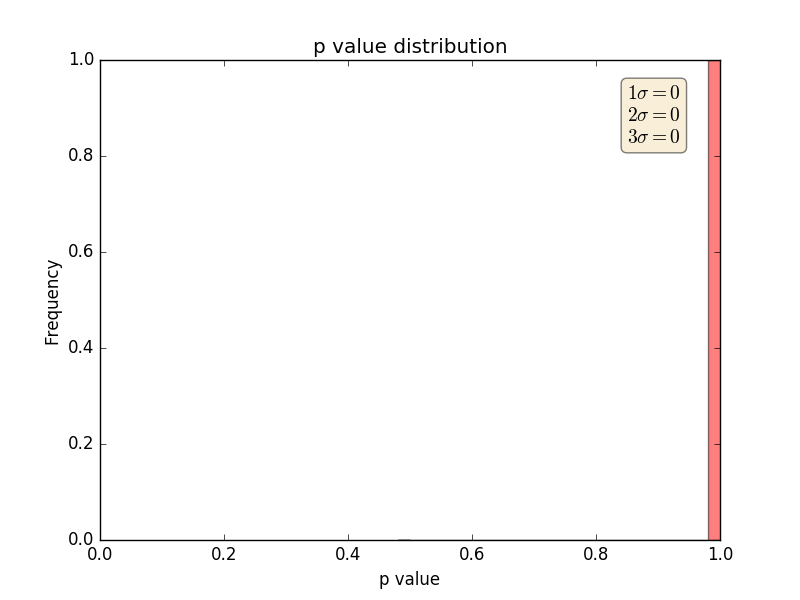 p value distribution
1.0
1σ = 0
2σ = 0
3σ = 0
0.8
0.6
Frequency
0.4
0.2
0.0
0.0 0.2 0.4 0.6 0.8 1.0
p value